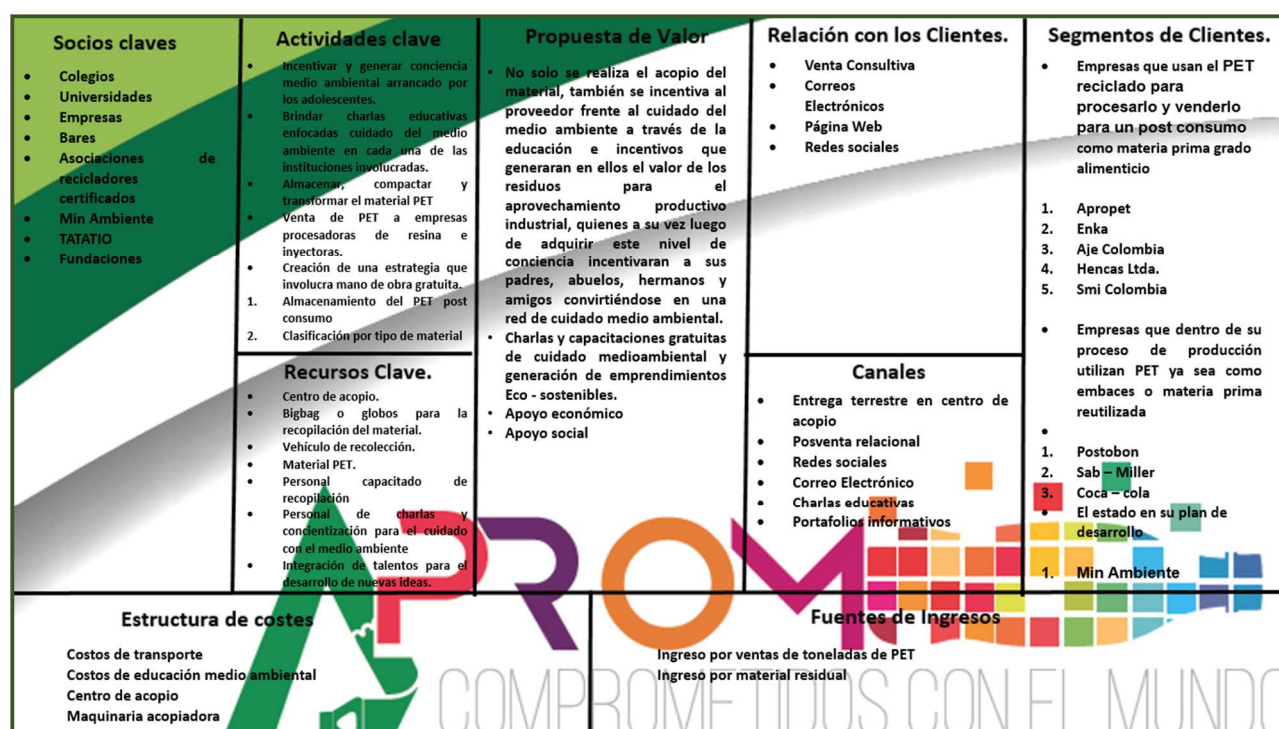 Socios claves
Colegios
Universidades
Empresas
Bares
Asociaciones de
recicladores
certificados
Min Ambiente
TATATIO
Fundaciones
Actividades clave
Incentivar y generar conciencia
medio ambiental arrancado por
los adolescentes.
Brindar charlas educativas
enfocadas cuidado del medio
ambiente en cada una de las
instituciones involucradas.
Almacenar, compactar y
transformar el material PET
Venta de PET a empresas
procesadoras de resina e
inyectoras.
Creación de una estrategia que
involucra mano de obra gratuita.
1. Almacenamiento del PET post
consumo
2. Clasificación por tipo de material
Recursos Clave.
Centro de acopio.
Bigbag o globos para la
recopilación del material.
Vehículo de recolección.
Material PET.
Personal capacitado de
recopilación
Personal de charlas y
concientización para el cuidado
con el medio ambiente
Integración de talentos para el
desarrollo de nuevas ideas.
Propuesta de Valor
No solo se realiza el acopio del
material, también se incentiva al
proveedor frente al cuidado del
medio ambiente a través de la
educación e incentivos que
generaran en ellos el valor de los
residuos para el
aprovechamiento productivo
industrial, quienes a su vez luego
de adquirir este nivel de
conciencia incentivaran a sus
padres, abuelos, hermanos y
amigos convirtiéndose en una
red de cuidado medio ambiental.
Charlas y capacitaciones gratuitas
de cuidado medioambiental y
generación de emprendimientos
Eco - sostenibles.
Apoyo económico
Apoyo social
Relación con los Clientes.
Venta Consultiva
Correos
Electrónicos
Página Web
Redes sociales
Canales
Entrega terrestre en centro de
acopio
Posventa relacional
Redes sociales
Correo Electrónico
Charlas educativas
Portafolios informativos
Segmentos de Clientes.
Empresas que usan el PET
reciclado para
procesarlo y venderlo
para un post consumo
como materia prima grado
alimenticio
1. Apropet
2. Enka
3. Aje Colombia
4. Hencas Ltda.
5. Smi Colombia
Empresas que dentro de su
proceso de producción
utilizan PET ya sea como
embaces o materia prima
reutilizada
1. Postobon
2. Sab – Miller
3. Coca – cola
El estado en su plan de
desarrollo
1. Min Ambiente
Estructura de costes
Costos de transporte
Costos de educación medio ambiental
Centro de acopio
Maquinaria acopiadora
Fuentes de Ingresos
Ingreso por ventas de toneladas de PET
Ingreso por material residual
APROM
COMPROMETIDOS CON EL MUNDO